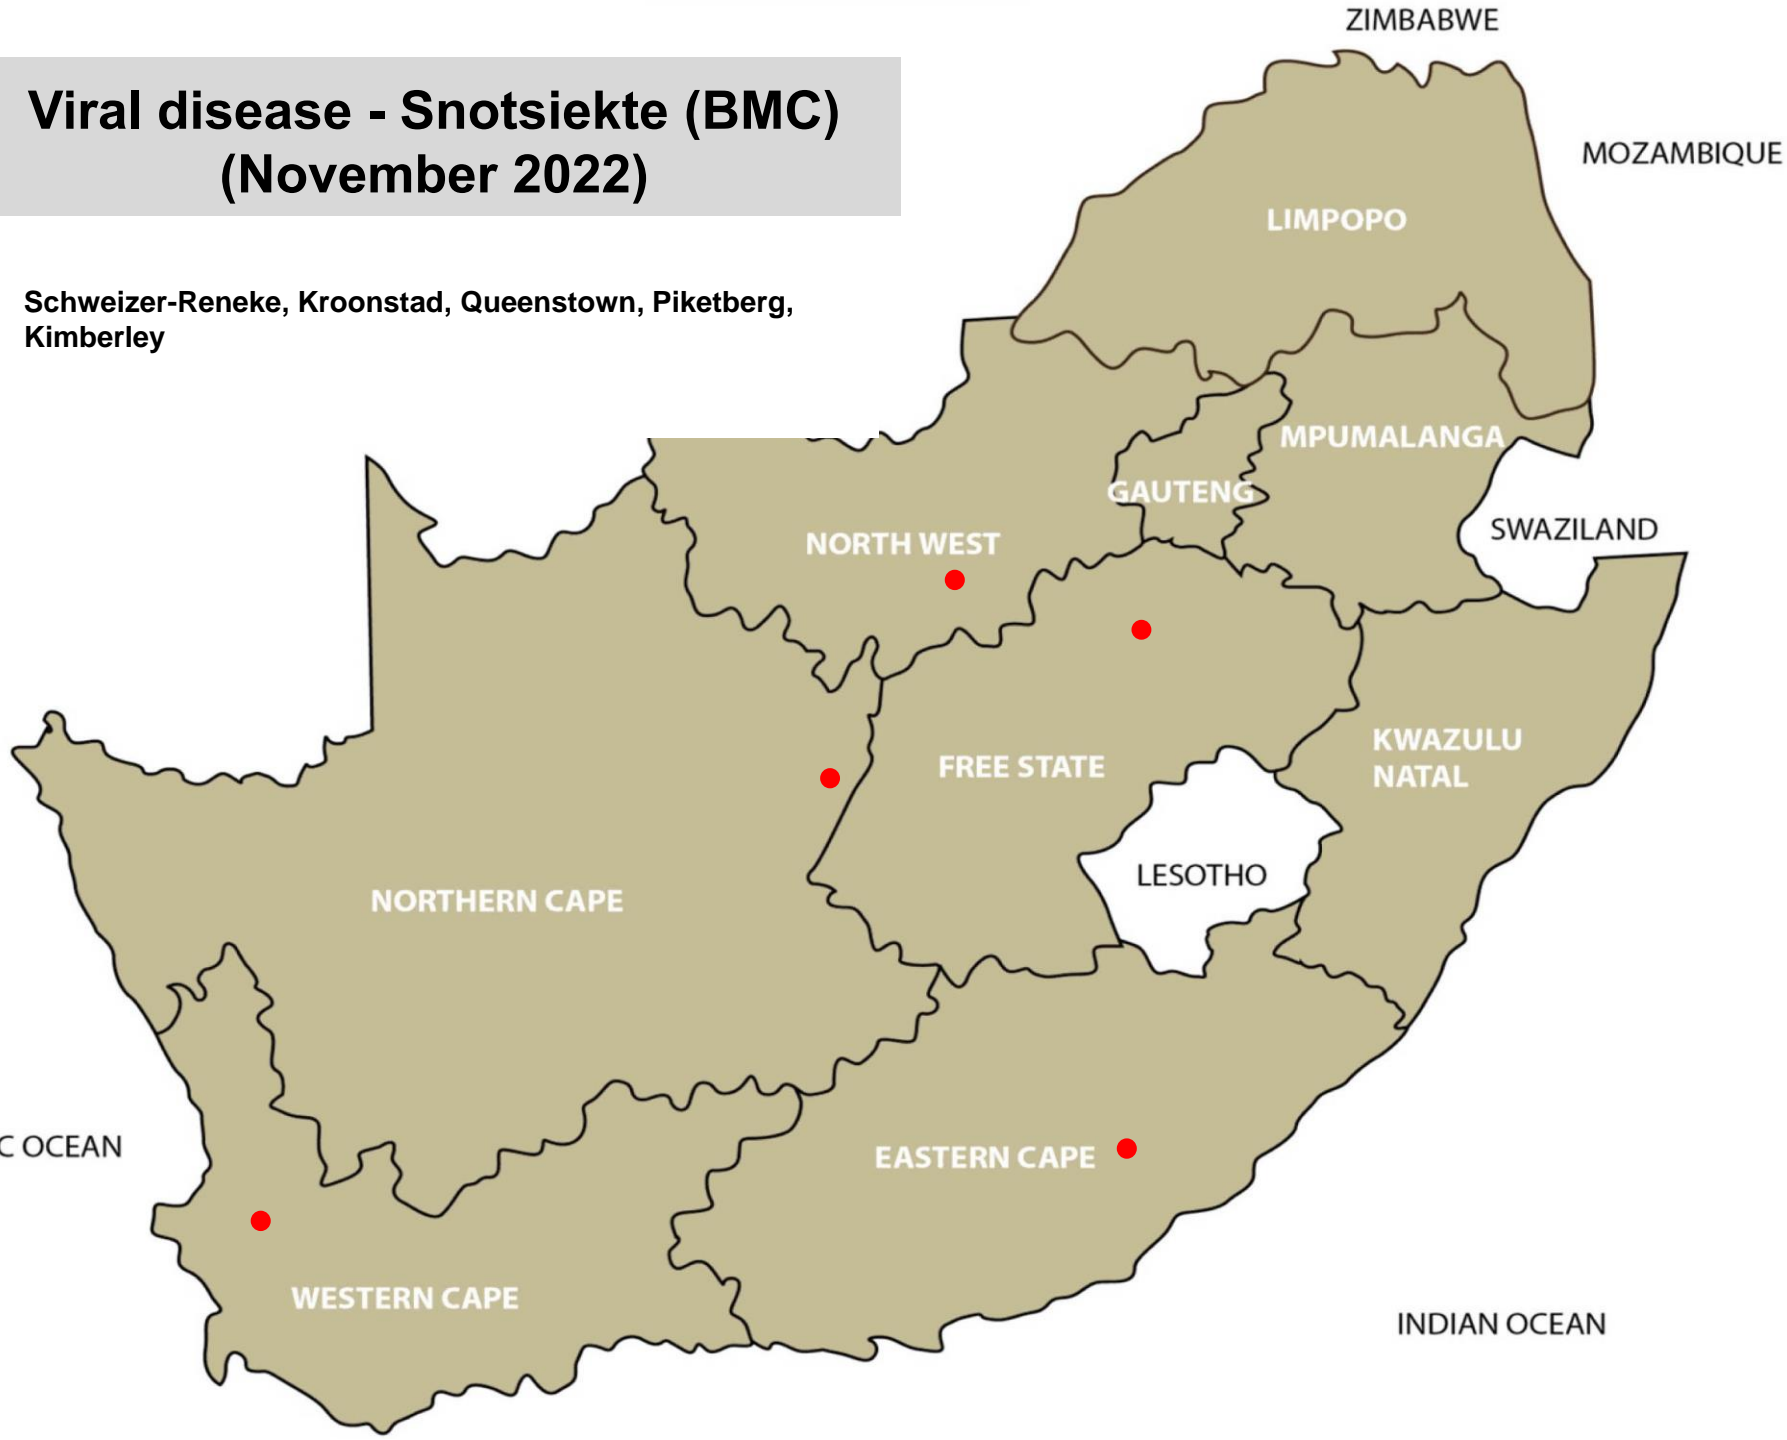 ZIMBABWE
Viral disease - Snotsiekte (BMC)
(November 2022)
MOZAMBIQUE
LIMPOPO
Schweizer-Reneke, Kroonstad, Queenstown, Piketberg,
Kimberley
MPUMALANGA
GAUTENG
SWAZILAND
NORTH WEST
KWAZULU
NATAL
FREE STATE
LESOTHO
NORTHERN CAPE
C OCEAN
EASTERN CAPE
WESTERN CAPE
INDIAN OCEAN